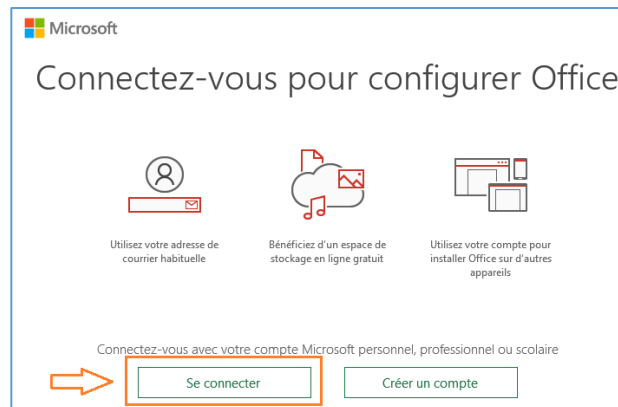 Microsoft
Connectez-vous pour configurer Office
Utilisez votre adresse de
courrier habituelle
Bénéficiez d'un espace de
stockage en ligne gratuit
Utilisez votre compte pour
installer Office sur d'autres
appareils
Connectez-vous avec votre compte Microsoft personnel, professionnel ou scolaire
Se connecter
Créer un compte